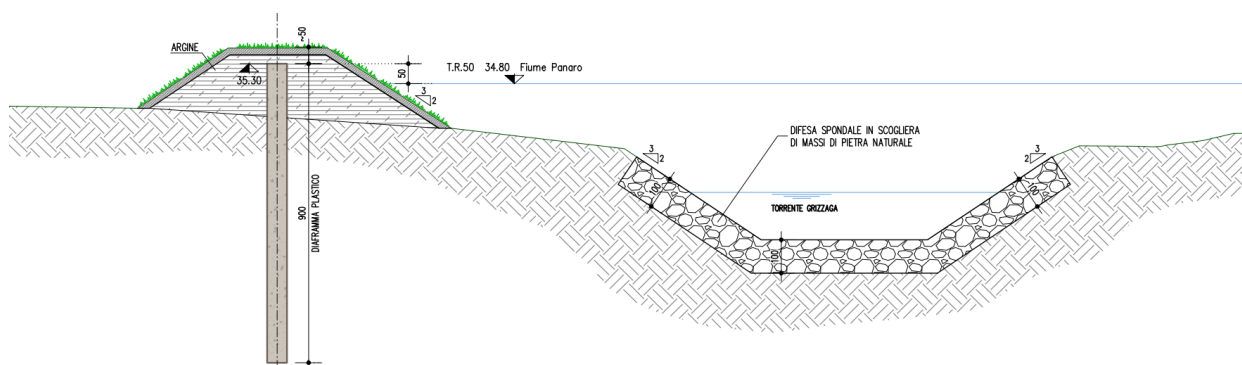 ARGINE
~50
50
35.30
T.R.50 34.80 Fiume Panaro
3
2
900
DIAFRAMMA PLASTICO
DIFESA SPONDALE IN SCOGLIERA
DI MASSI DI PIETRA NATURALE
3
2
3
2
100
100
TORRENTE GRIZZAGA
100